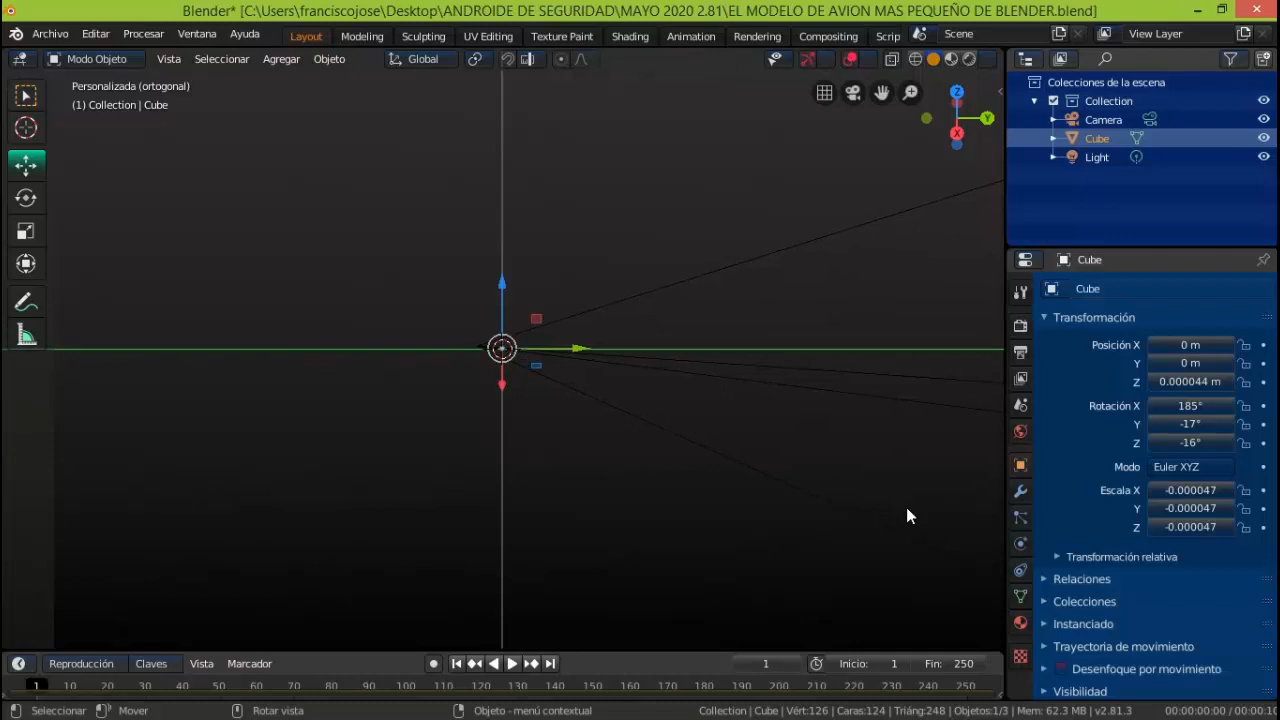 Blender* [C:\Users\franciscojose\Desktop\ANDROIDE DE SEGURIDAD\MAYO 2020 2.81\EL MODELO DE AVION MAS PEQUEÑO DE BLENDER.blend]
Archivo Editar Procesar Ventana Ayuda Layout Modeling Sculpting UV Editing Texture Paint Shading Animation Rendering Compositing Scrip Scene View Layer
Modo Objeto Vista Seleccionar Agregar Objeto Global
Personalizada (ortogonal)
(1) Collection | Cube
Z
Y
X
Colecciones de la escena
Collection
Camera
Cube
Light
Cube
Cube
Transformación
Posición X 0 m
Y 0 m
Z 0.000044 m
Rotación X 185°
Y -17°
Z -16°
Modo Euler XYZ
Escala X -0.000047
Y -0.000047
Z -0.000047
Transformación relativa
Relaciones
Colecciones
Instanciado
Trayectoria de movimiento
Desenfoque por movimiento
Visibilidad
Reproducción Claves Vista Marcador 1 Inicio: 1 Fin: 250
1 10 20 30 40 50 60 70 80 90 100 110 120 130 140 150 160 170 180 190 200 210 220 230 240 250
Seleccionar Mover Rotar vista Objeto - menú contextual Collection | Cube | Vért:126 | Caras:124 | Triáng:248 | Objetos:1/3 | Mem: 62.3 MB | v2.81.3
00:00:00:00 / 00:00:10